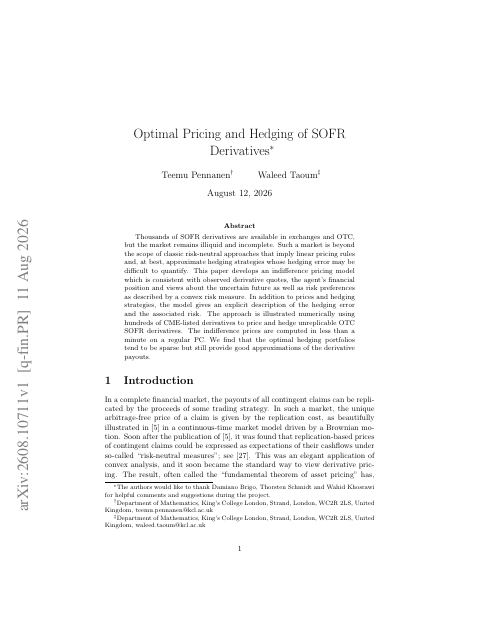 Optimal Pricing and Hedging of SOFR
Derivatives*
Teemu Pennanen† Waleed Taoum‡
August 12, 2026
Abstract
Thousands of SOFR derivatives are available in exchanges and OTC,
but the market remains illiquid and incomplete. Such a market is beyond
the scope of classic risk-neutral approaches that imply linear pricing rules
and, at best, approximate hedging strategies whose hedging error may be
difficult to quantify. This paper develops an indifference pricing model
which is consistent with observed derivative quotes, the agent's financial
position and views about the uncertain future as well as risk preferences
as described by a convex risk measure. In addition to prices and hedging
strategies, the model gives an explicit description of the hedging error
and the associated risk. The approach is illustrated numerically using
hundreds of CME-listed derivatives to price and hedge unreplicable OTC
SOFR derivatives. The indifference prices are computed in less than a
minute on a regular PC. We find that the optimal hedging portfolios
tend to be sparse but still provide good approximations of the derivative
payouts.
1 Introduction
In a complete financial market, the payouts of all contingent claims can be repli-
cated by the proceeds of some trading strategy. In such a market, the unique
arbitrage-free price of a claim is given by the replication cost, as beautifully
illustrated in [5] in a continuous-time market model driven by a Brownian mo-
tion. Soon after the publication of [5], it was found that replication-based prices
of contingent claims could be expressed as expectations of their cashflows under
so-called "risk-neutral measures"; see [27]. This was an elegant application of
convex analysis, and it soon became the standard way to view derivative pric-
ing. The result, often called the "fundamental theorem of asset pricing" has,
*The authors would like to thank Damiano Brigo, Thorsten Schmidt and Wahid Khosrawi
for helpful comments and suggestions during the project.
†Department of Mathematics, King's College London, Strand, London, WC2R 2LS, United
Kingdom, teemu.pennanen@kcl.ac.uk
‡Department of Mathematics, King's College London, Strand, London, WC2R 2LS, United
Kingdom, waleed.taoum@kcl.ac.uk
1
arXiv:2608.10711v1 [q-fin.PR] 11 Aug 2026